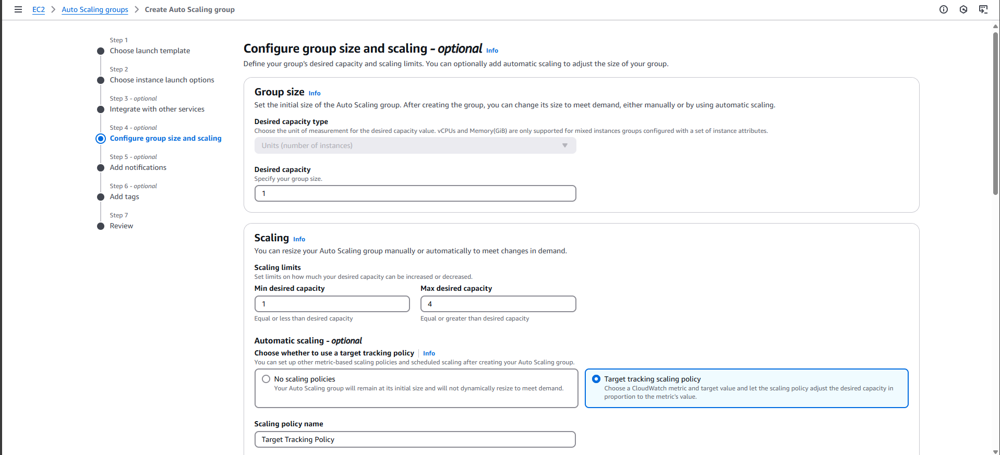 EC2 > Auto Scaling groups > Create Auto Scaling group
Step 1
Choose launch template
Step 2
Choose instance launch options
Step 3 - optional
Integrate with other services
Step 4 - optional
Configure group size and scaling
Step 5 - optional
Add notifications
Step 6 - optional
Add tags
Step 7
Review
Configure group size and scaling - optional Info
Define your group's desired capacity and scaling limits. You can optionally add automatic scaling to adjust the size of your group.
Group size Info
Set the initial size of the Auto Scaling group. After creating the group, you can change its size to meet demand, either manually or by using automatic scaling.
Desired capacity type
Choose the unit of measurement for the desired capacity value. vCPUs and Memory(GiB) are only supported for mixed instances groups configured with a set of instance attributes.
Units (number of instances)
Desired capacity
Specify your group size.
1
Scaling Info
You can resize your Auto Scaling group manually or automatically to meet changes in demand.
Scaling limits
Set limits on how much your desired capacity can be increased or decreased.
Min desired capacity Max desired capacity
1 4
Equal or less than desired capacity Equal or greater than desired capacity
Automatic scaling - optional
Choose whether to use a target tracking policy Info
You can set up other metric-based scaling policies and scheduled scaling after creating your Auto Scaling group.
No scaling policies
Your Auto Scaling group will remain at its initial size and will not dynamically resize to meet demand.
Target tracking scaling policy
Choose a CloudWatch metric and target value and let the scaling policy adjust the desired capacity in
proportion to the metric's value.
Scaling policy name
Target Tracking Policy